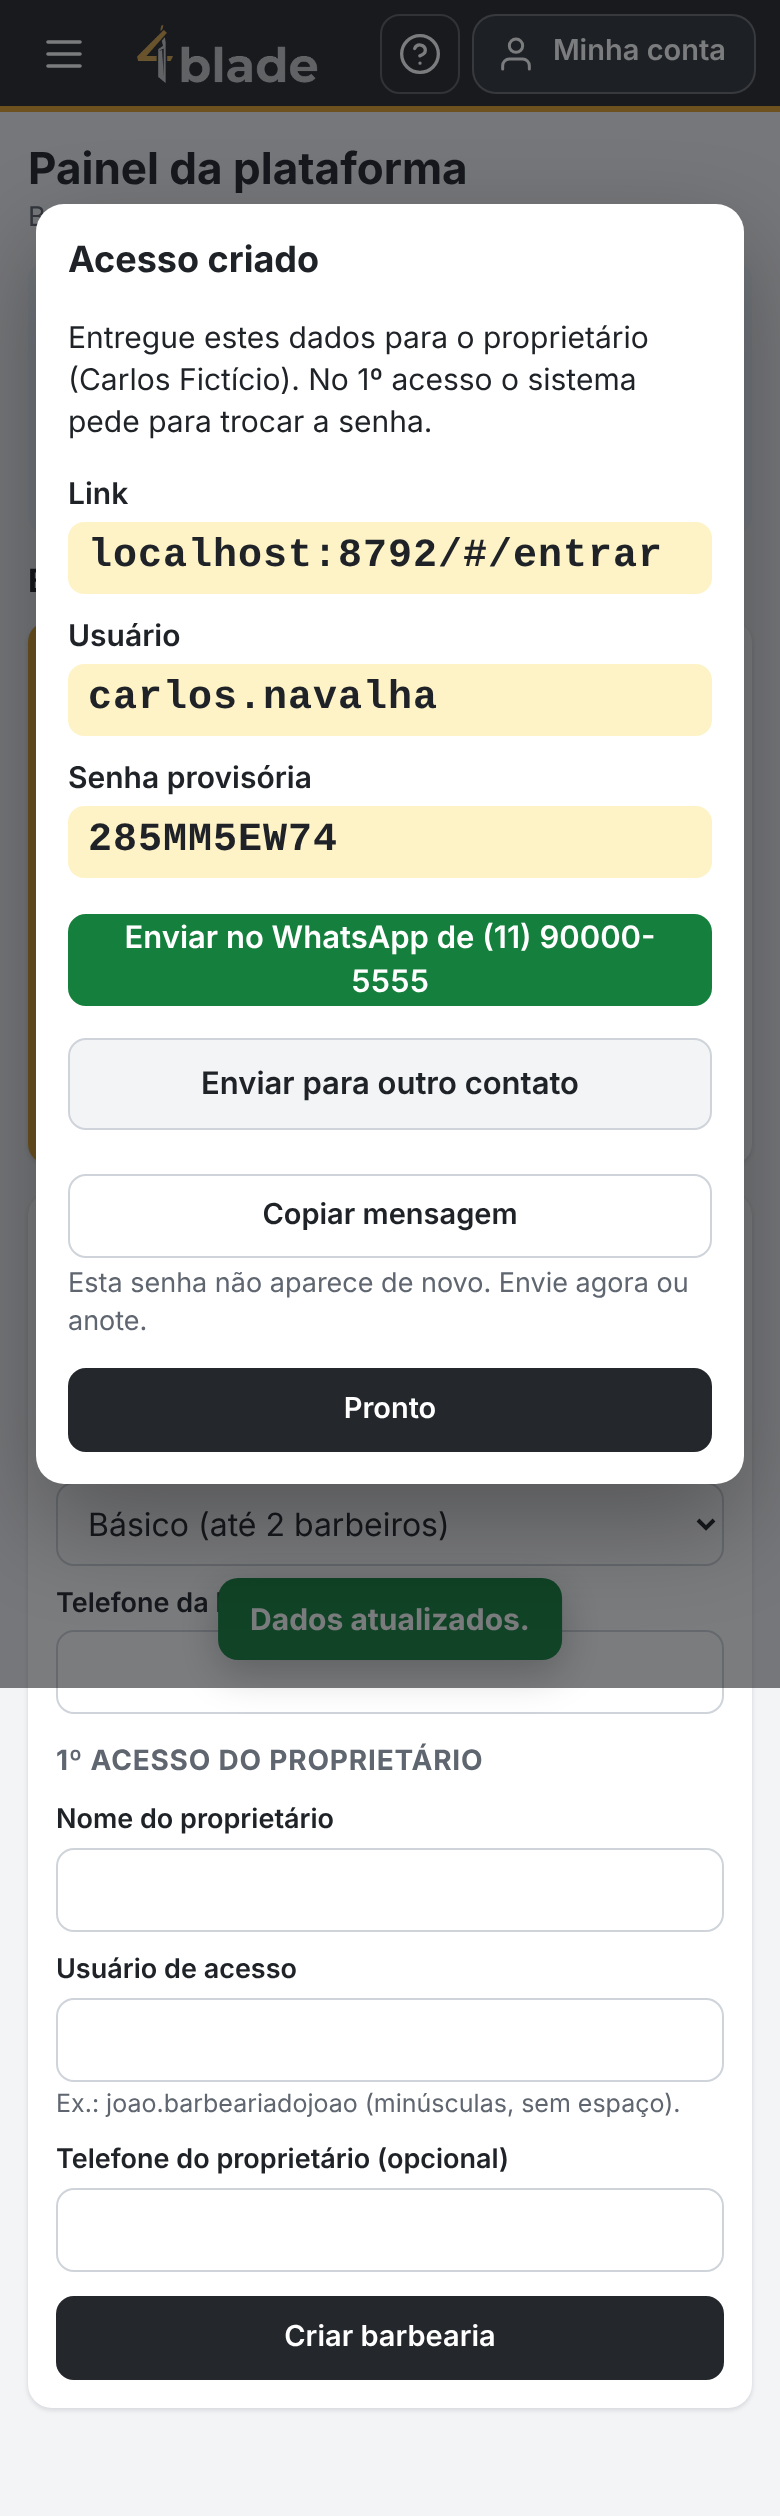 4blade
Minha conta
Painel da plataforma
Acesso criado
Entregue estes dados para o proprietário
(Carlos Fictício). No 1º acesso o sistema
pede para trocar a senha.
Link
localhost:8792/#/entrar
Usuário
carlos.navalha
Senha provisória
285MM5EW74
Enviar no WhatsApp de (11) 90000-
5555
Enviar para outro contato
Copiar mensagem
Esta senha não aparece de novo. Envie agora ou
anote.
Pronto
Básico (até 2 barbeiros)
Telefone da
Dados atualizados.
1º ACESSO DO PROPRIETÁRIO
Nome do proprietário
Usuário de acesso
Ex.: joao.barbeariadojoao (minúsculas, sem espaço).
Telefone do proprietário (opcional)
Criar barbearia